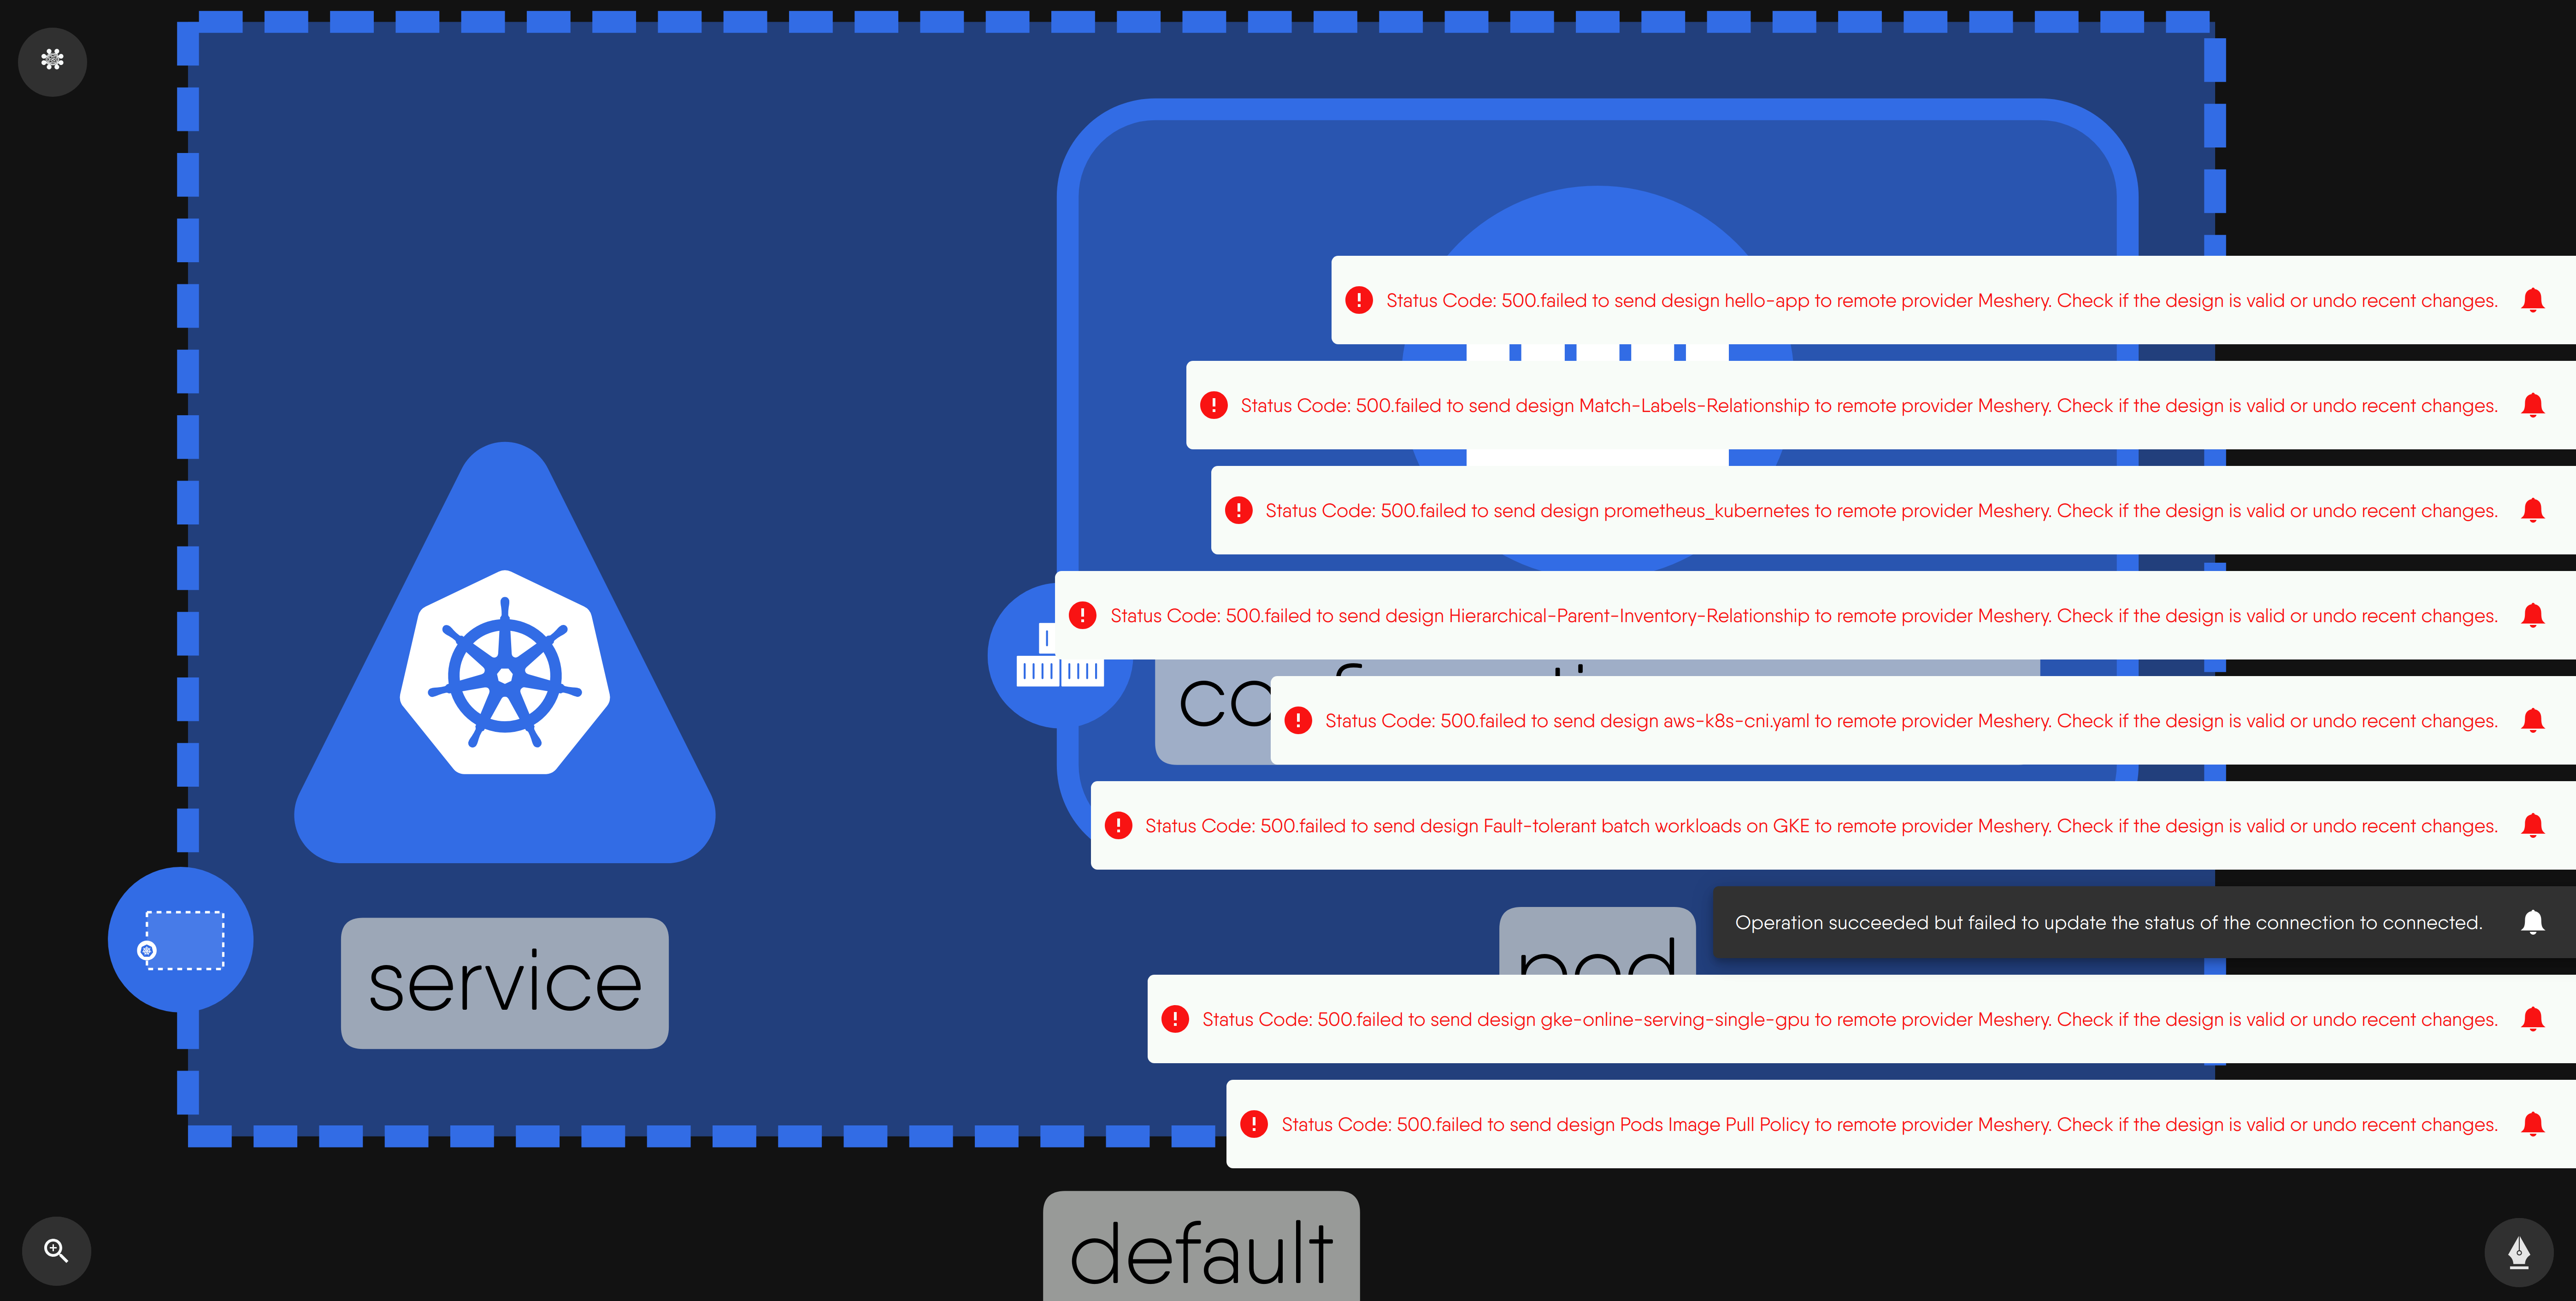 Status Code: 500.failed to send design hello-app to remote provider Meshery. Check if the design is valid or undo recent changes.
Status Code: 500.failed to send design Match-Labels-Relationship to remote provider Meshery. Check if the design is valid or undo recent changes.
Status Code: 500.failed to send design prometheus_kubernetes to remote provider Meshery. Check if the design is valid or undo recent changes.
Status Code: 500.failed to send design Hierarchical-Parent-Inventory-Relationship to remote provider Meshery. Check if the design is valid or undo recent changes.
Status Code: 500.failed to send design aws-k8s-cni.yaml to remote provider Meshery. Check if the design is valid or undo recent changes.
Status Code: 500.failed to send design Fault-tolerant batch workloads on GKE to remote provider Meshery. Check if the design is valid or undo recent changes.
Operation succeeded but failed to update the status of the connection to connected.
pod
service
Status Code: 500.failed to send design gke-online-serving-single-gpu to remote provider Meshery. Check if the design is valid or undo recent changes.
Status Code: 500.failed to send design Pods Image Pull Policy to remote provider Meshery. Check if the design is valid or undo recent changes.
default